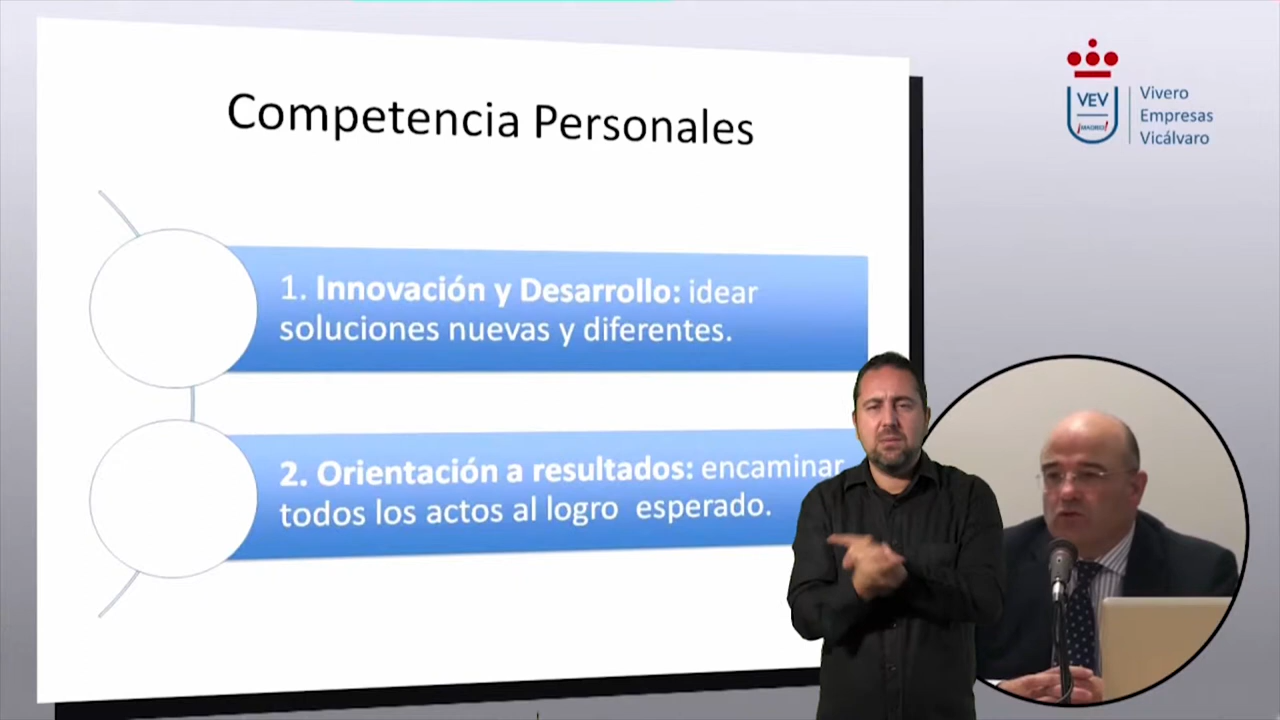 Competencia Personales
1. Innovación y Desarrollo: idear
soluciones nuevas y diferentes.
2. Orientación a resultados: encaminar
todos los actos al logro esperado.
VEV
¡MADRID!
Vivero
Empresas
Vicálvaro